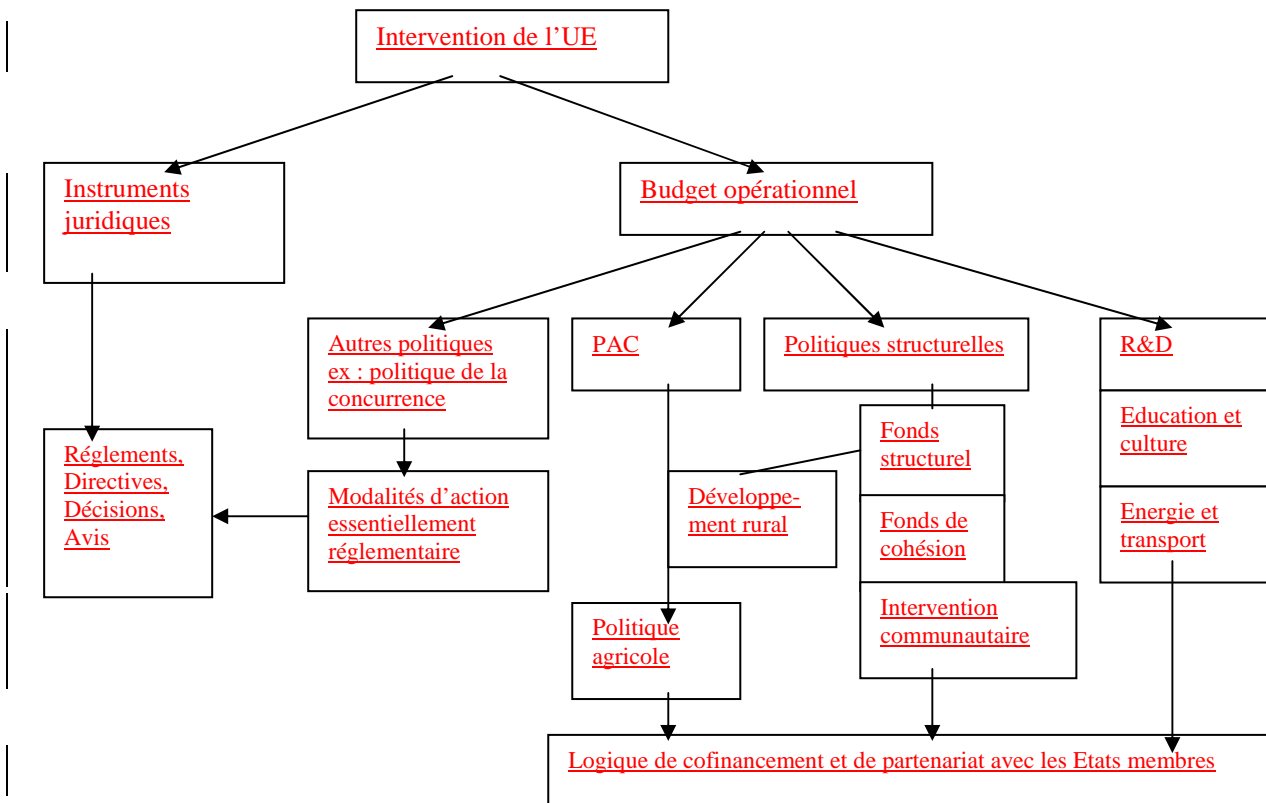 Intervention de l’UE
Instruments
juridiques
Budget opérationnel
Autres politiques
ex : politique de la
concurrence
PAC
Politiques structurelles
R&D
Réglements,
Directives,
Décisions,
Avis
Modalités d’action
essentiellement
réglementaire
Développe-
ment rural
Fonds
structurel
Fonds de
cohésion
Education et
culture
Energie et
transport
Politique
agricole
Intervention
communautaire
Logique de cofinancement et de partenariat avec les Etats membres